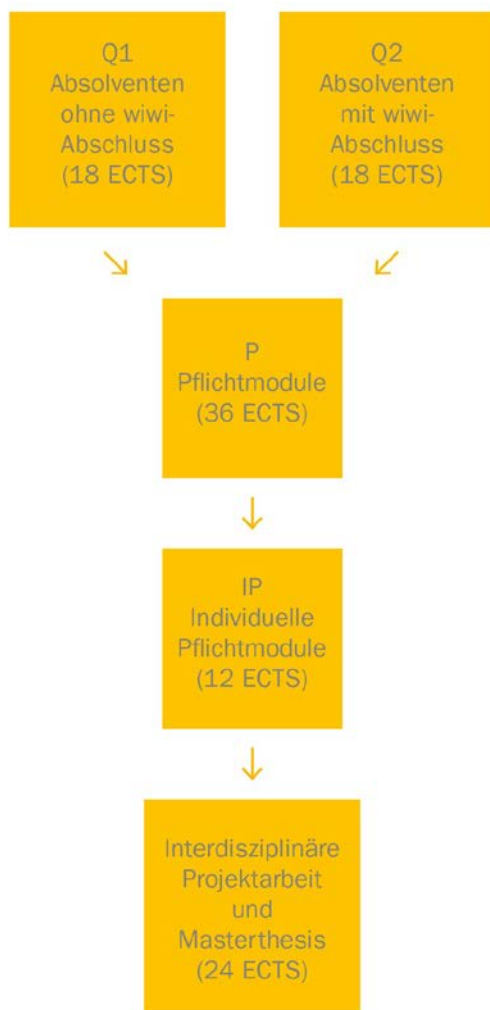 Q1
Absolventen
ohne wiwi-
Abschluss
(18 ECTS)
Q2
Absolventen
mit wiwi-
Abschluss
(18 ECTS)
P
Pflichtmodule
(36 ECTS)
IP
Individuelle
Pflichtmodule
(12 ECTS)
Interdisziplinäre
Projektarbeit
und
Masterthesis
(24 ECTS)